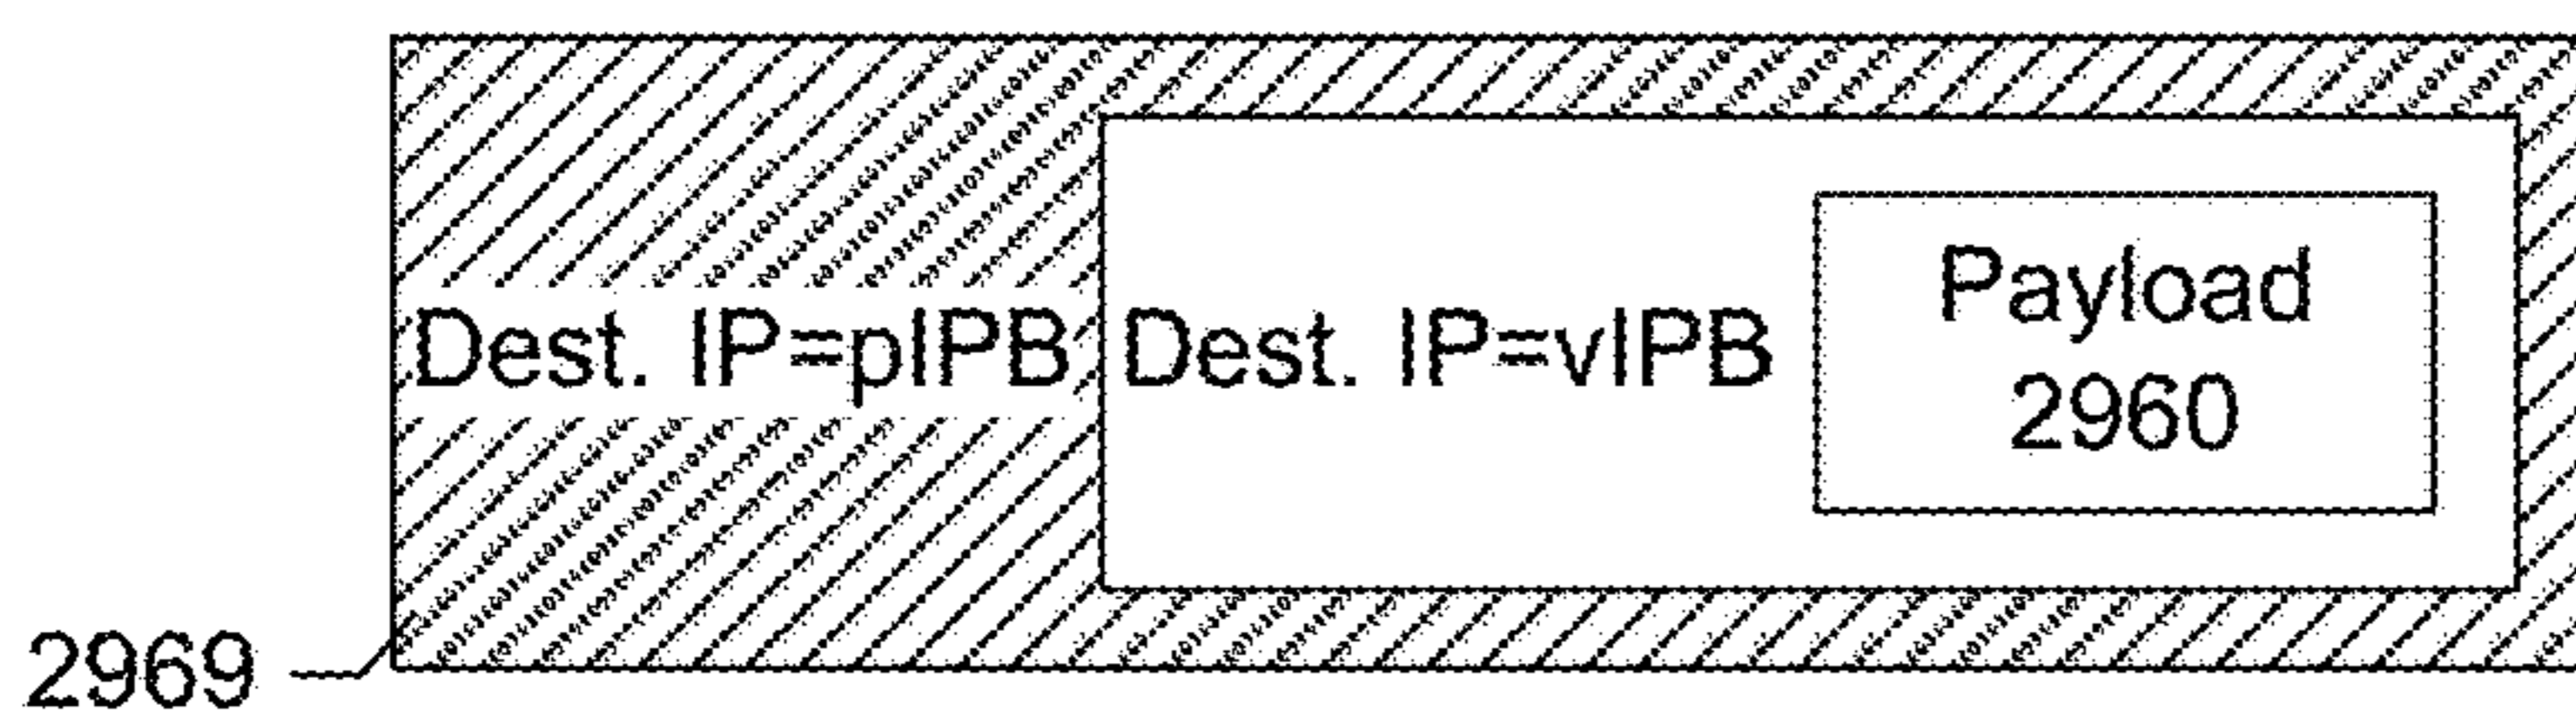 Dest. IP=pIPB
Dest. IP=vIPB
Payload
2960
2969